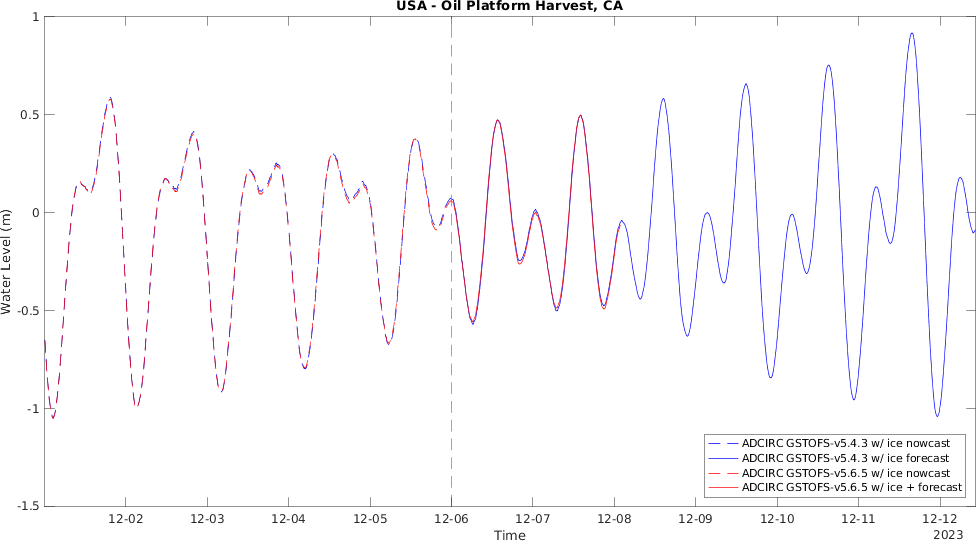 USA - Oil Platform Harvest, CA
1
0.5
0
-0.5
-1
-1.5
Water Level (m)
12-02 12-03 12-04 12-05 12-06 12-07 12-08 12-09 12-10 12-11 12-12
2023
Time
ADCIRC GSTOFS-v5.4.3 w/ ice nowcast
ADCIRC GSTOFS-v5.4.3 w/ ice forecast
ADCIRC GSTOFS-v5.6.5 w/ ice nowcast
ADCIRC GSTOFS-v5.6.5 w/ ice + forecast